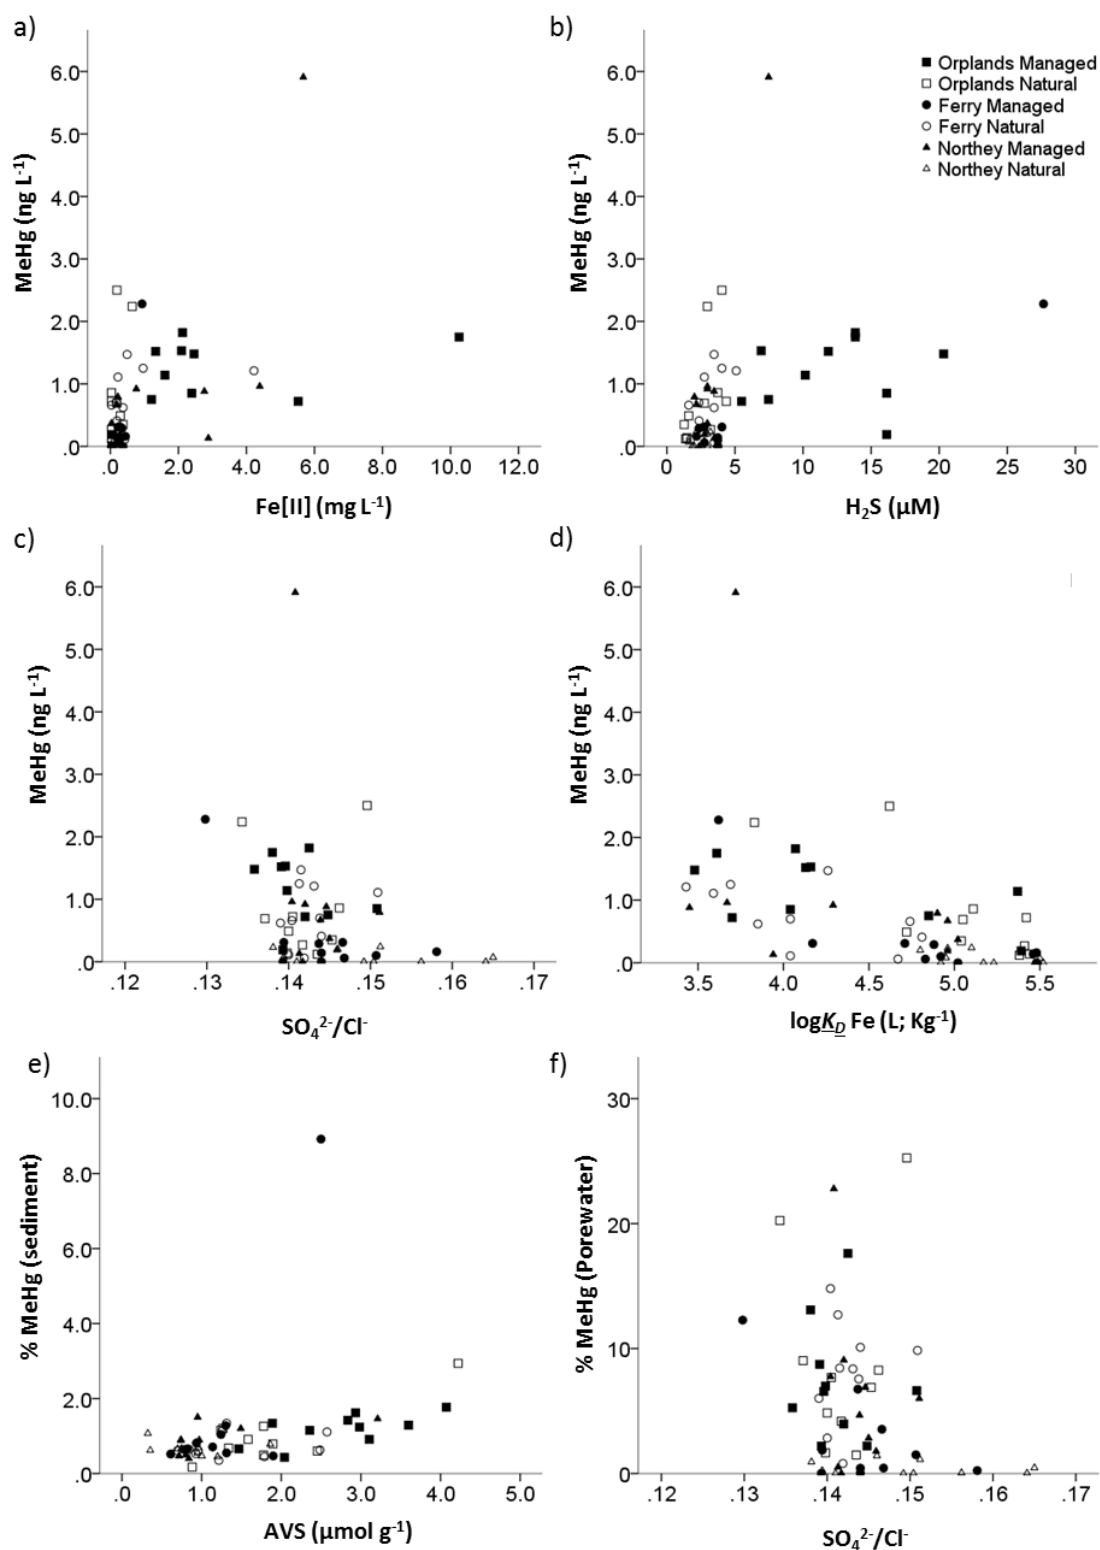 a)
MeHg (ng L-1)
6.0
5.0
4.0
3.0
2.0
1.0
.0
.0 2.0 4.0 6.0 8.0 10.0 12.0
Fe[II] (mg L-1)
b)
MeHg (ng L-1)
6.0
5.0
4.0
3.0
2.0
1.0
.0
0 5 10 15 20 25 30
H2S (µM)
Orplands Managed
Orplands Natural
Ferry Managed
Ferry Natural
Northey Managed
Northey Natural
c)
MeHg (ng L-1)
6.0
5.0
4.0
3.0
2.0
1.0
.0
.12 .13 .14 .15 .16 .17
SO42-/Cl-
d)
MeHg (ng L-1)
6.0
5.0
4.0
3.0
2.0
1.0
.0
3.5 4.0 4.5 5.0 5.5
logKD Fe (L; Kg-1)
e)
% MeHg (sediment)
10.0
8.0
6.0
4.0
2.0
0
.0 1.0 2.0 3.0 4.0 5.0
AVS (µmol g-1)
f)
% MeHg (Porewater)
30
20
10
0
.12 .13 .14 .15 .16 .17
SO42-/Cl-